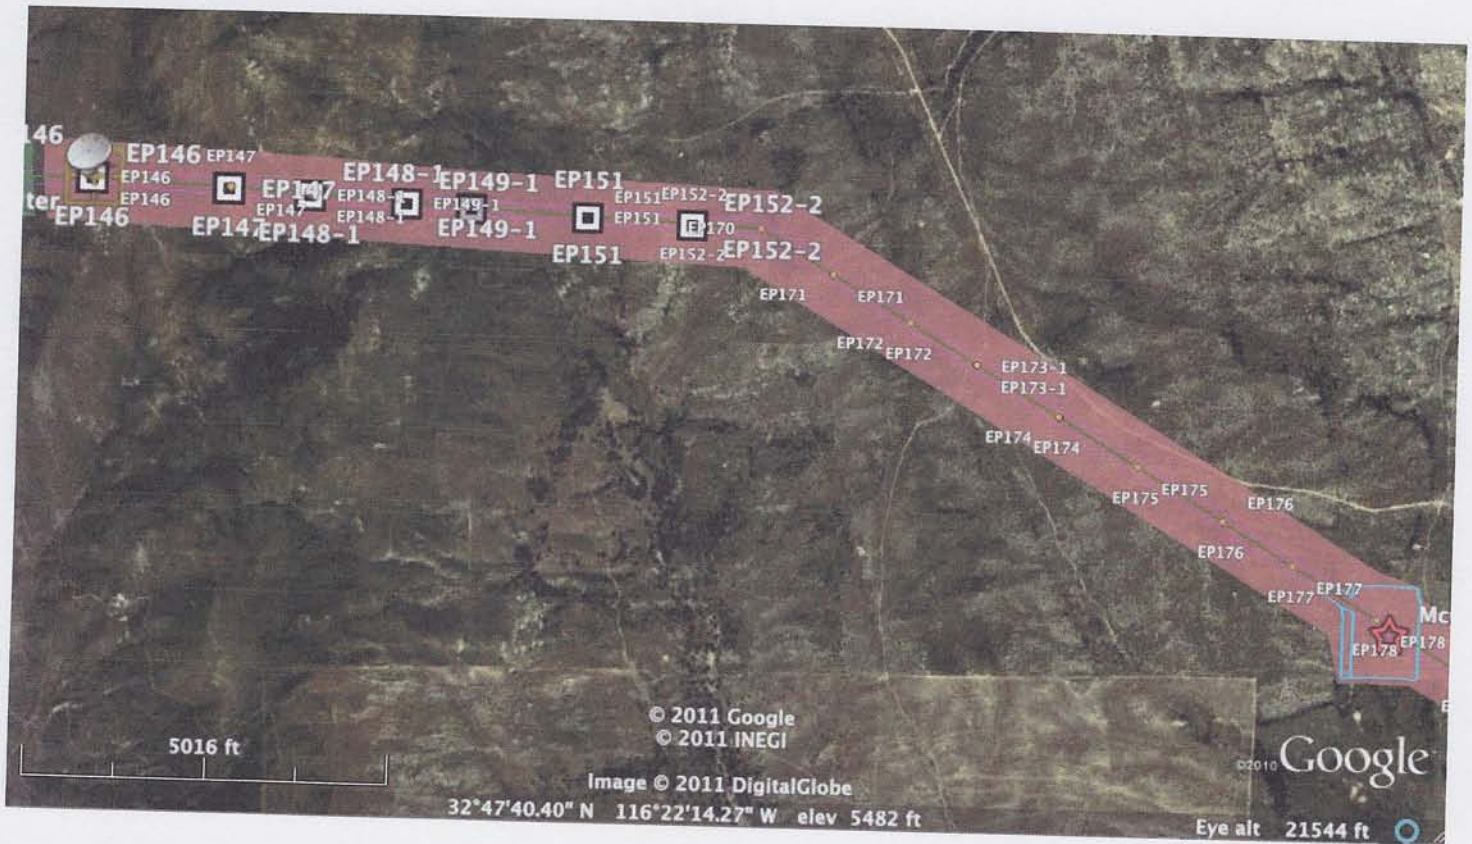 146
EP146
EP147
EP146
EP146
ter
EP146
EP147
EP147
EP147
EP148-1
EP148-1
EP148-1
EP148-1
EP149-1
EP149-1
EP149-1
EP151
EP151
EP151
EP151
EP152-2
EP152-2
EP170
EP152-2
EP152-2
EP171
EP171
EP172
EP172
EP173-1
EP173-1
EP174
EP174
EP175
EP175
EP176
EP176
EP177
EP177
Mc
EP178
EP178
E
5016 ft
© 2011 Google
© 2011 INEGI
Image © 2011 DigitalGlobe
32°47'40.40" N 116°22'14.27" W elev 5482 ft
©2010 Google
Eye alt 21544 ft